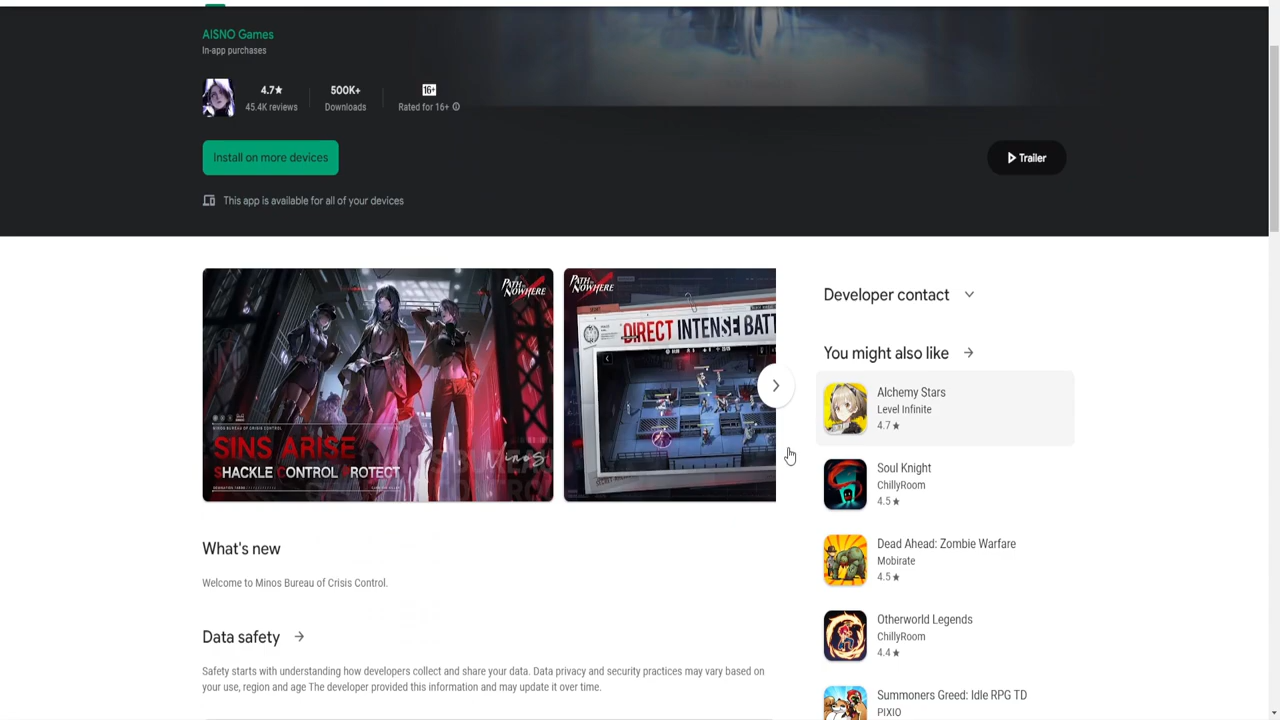 AISNO Games
In-app purchases
4.7★
45.4K reviews
500K+
Downloads
16+
Rated for 16+
Install on more devices
Trailer
This app is available for all of your devices
PATH TO NOWHERE
MINOS BUREAU OF CRISIS CONTROL
SINS ARISE
SHACKLE CONTROL PROTECT
Minos
PATH TO NOWHERE
DIRECT INTENSE BATT
Developer contact
You might also like
Alchemy Stars
Level Infinite
4.7★
Soul Knight
ChillyRoom
4.5★
Dead Ahead: Zombie Warfare
Mobirate
4.5★
Otherworld Legends
ChillyRoom
4.4★
Summoners Greed: Idle RPG TD
PIXIO
What's new
Welcome to Minos Bureau of Crisis Control.
Data safety
Safety starts with understanding how developers collect and share your data. Data privacy and security practices may vary based on
your use, region and age The developer provided this information and may update it over time.